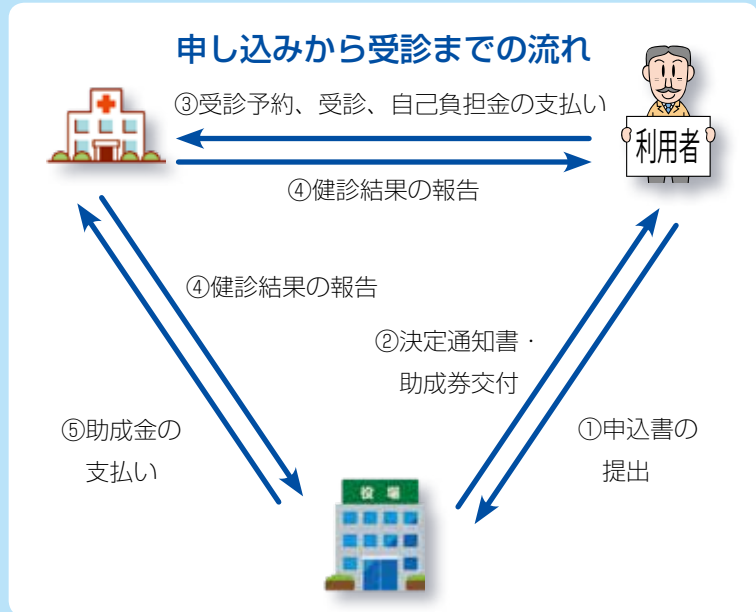 申し込みから受診までの流れ
③受診予約、受診、自己負担金の支払い
利用者
④健診結果の報告
④健診結果の報告
②決定通知書・
助成券交付
⑤助成金の
支払い
①申込書の
提出
役場